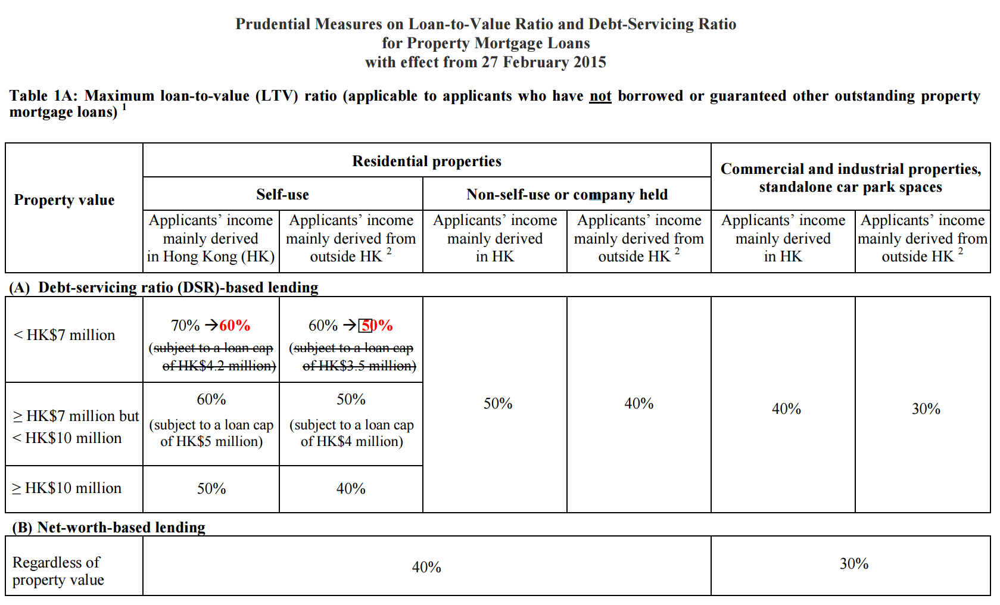 Prudential Measures on Loan-to-Value Ratio and Debt-Servicing Ratio
for Property Mortgage Loans
with effect from 27 February 2015
Table 1A: Maximum loan-to-value (LTV) ratio (applicable to applicants who have not borrowed or guaranteed other outstanding property
mortgage loans) 1
Property value
Residential properties
Commercial and industrial properties,
standalone car park spaces
Self-use
Non-self-use or company held
Applicants’ income
mainly derived
in Hong Kong (HK)
Applicants’ income
mainly derived from
outside HK 2
Applicants’ income
mainly derived
in HK
Applicants’ income
mainly derived from
outside HK 2
Applicants’ income
mainly derived
in HK
Applicants’ income
mainly derived from
outside HK 2
(A) Debt-servicing ratio (DSR)-based lending
< HK$7 million
70% →60%
(subject to a loan cap
of HK$4.2 million)
60% →50%
(subject to a loan cap
of HK$3.5 million)
50%
40%
40%
30%
≥ HK$7 million but
< HK$10 million
60%
(subject to a loan cap
of HK$5 million)
50%
(subject to a loan cap
of HK$4 million)
≥ HK$10 million
50%
40%
(B) Net-worth-based lending
Regardless of
property value
40%
30%